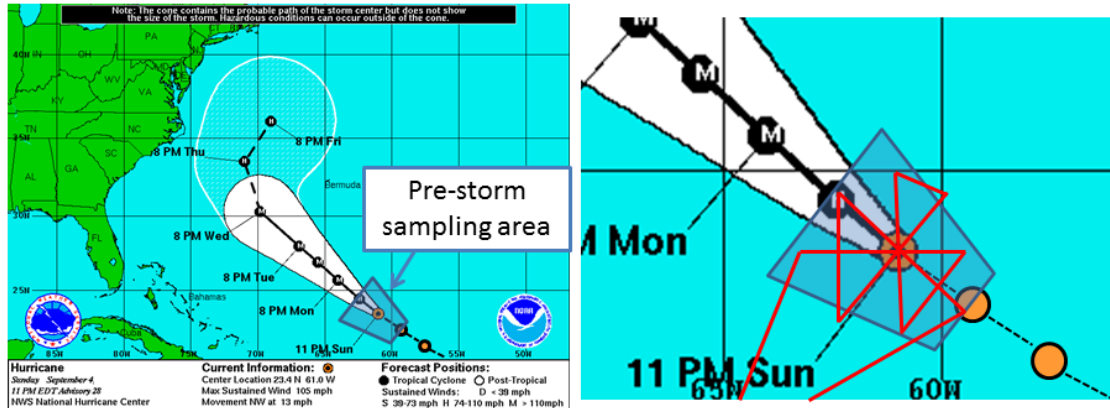 Note: The cone contains the probable path of the storm center but does not show
the size of the storm. Hazardous conditions can occur outside of the cone.
40N
35N
30N
25N
PA
IN
OH
MD
WV
VA
KY
TN
NC
SC
AL
GA
FL
Bermuda
Bahamas
Cuba
H
H
8 PM Fri
8 PM Thu
M
8 PM Wed
M
M
M
8 PM Tue
8 PM Mon
11 PM Sun
Pre-storm
sampling area
NOAA
85W
80W
75W
70W
65W
60W
55W
50W
Hurricane
Sunday September 4,
11 PM EDT Advisory 28
NWS National Hurricane Center
Current Information:
Center Location 23.4 N 61.0 W
Max Sustained Wind 105 mph
Movement NW at 13 mph
Forecast Positions:
Tropical Cyclone Post-Tropical
Sustained Winds: D < 39 mph
S 39-73 mph H 74-110 mph M > 110mph
M
M
M
H
M Mon
11 PM Sun
65W
60W